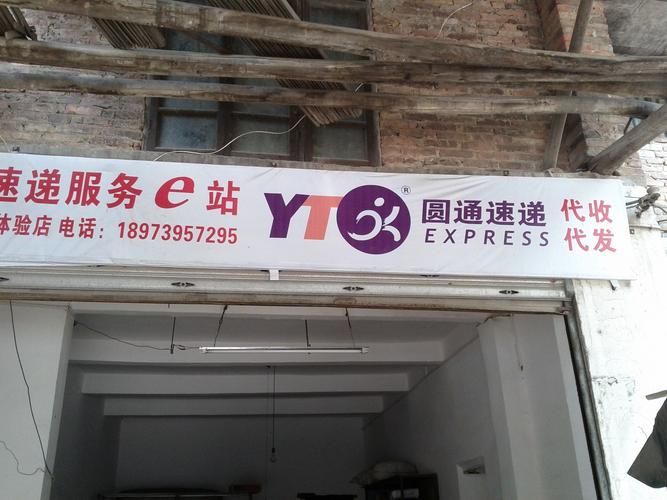 速递服务e站
体验店 电话：18973957295
YTO® 圆通速递
EXPRESS
代收
代发